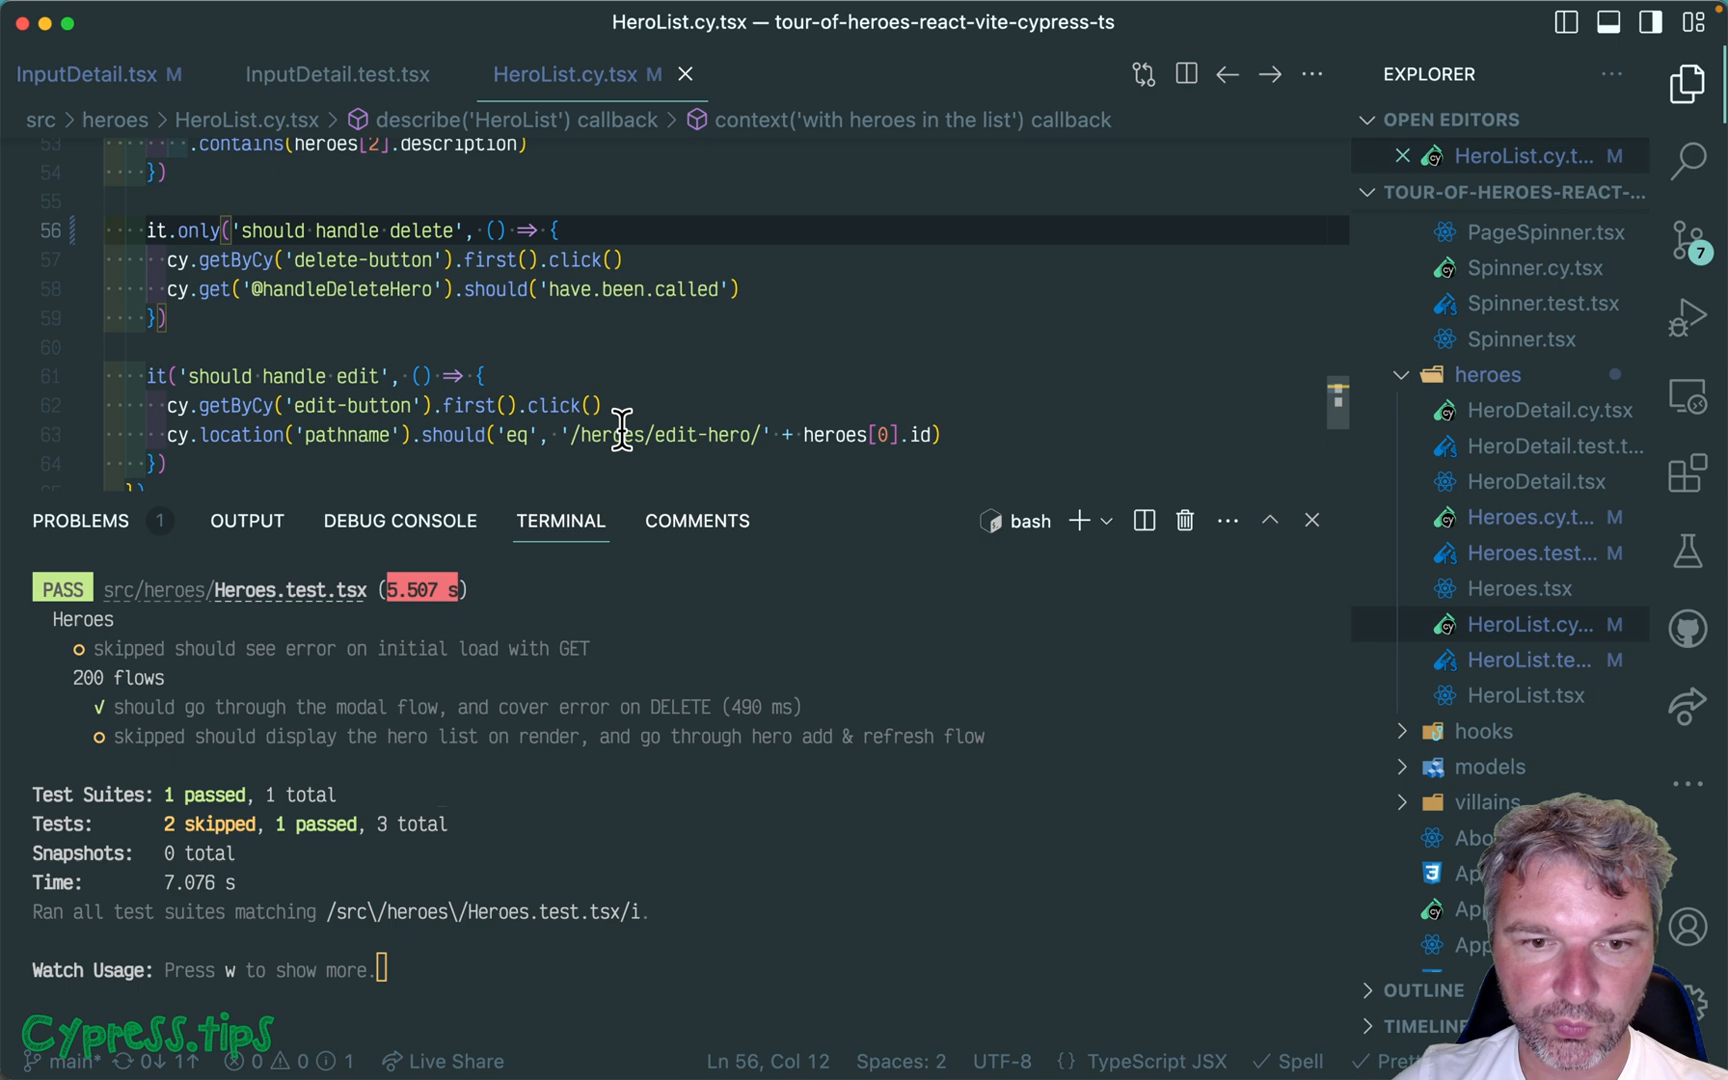 HeroList.cy.tsx — tour-of-heroes-react-vite-cypress-ts
InputDetail.tsx M
InputDetail.test.tsx
HeroList.cy.tsx M
src > heroes > HeroList.cy.tsx > describe('HeroList') callback > context('with heroes in the list') callback
53 .contains(heroes[2].description)
54 })
55
56 it.only('should handle delete', () => {
57 cy.getByCy('delete-button').first().click()
58 cy.get('@handleDeleteHero').should('have.been.called')
59 })
60
61 it('should handle edit', () => {
62 cy.getByCy('edit-button').first().click()
63 cy.location('pathname').should('eq', '/heroes/edit-hero/' + heroes[0].id)
64 })
65 })
PROBLEMS 1 OUTPUT DEBUG CONSOLE TERMINAL COMMENTS
bash
PASS src/heroes/Heroes.test.tsx (5.507 s)
Heroes
○ skipped should see error on initial load with GET
200 flows
√ should go through the modal flow, and cover error on DELETE (490 ms)
○ skipped should display the hero list on render, and go through hero add & refresh flow
Test Suites: 1 passed, 1 total
Tests: 2 skipped, 1 passed, 3 total
Snapshots: 0 total
Time: 7.076 s
Ran all test suites matching /src\/heroes\/Heroes.test.tsx/i.
Watch Usage: Press w to show more.
Cypress.tips
main* 0↓ 1↑ 0 0 1 Live Share
Ln 56, Col 12 Spaces: 2 UTF-8 {} TypeScript JSX Spell
EXPLORER
OPEN EDITORS
HeroList.cy.t... M
TOUR-OF-HEROES-REACT-...
PageSpinner.tsx
Spinner.cy.tsx
Spinner.test.tsx
Spinner.tsx
heroes
HeroDetail.cy.tsx
HeroDetail.test.t...
HeroDetail.tsx
Heroes.cy.t... M
Heroes.test... M
Heroes.tsx
HeroList.cy... M
HeroList.te... M
HeroList.tsx
hooks
models
villains
OUTLINE
TIMELINE
7